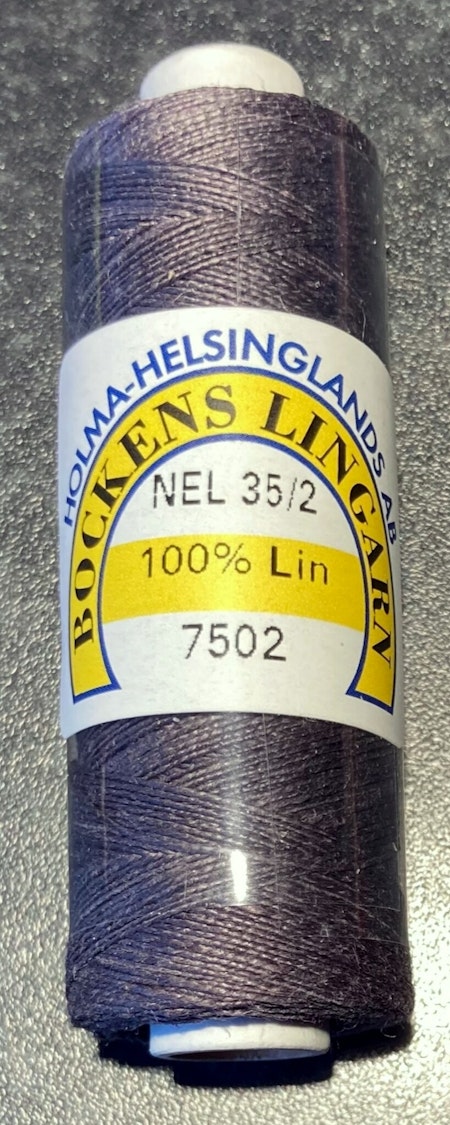 HOLMA-HELSINGLANDS AB
BOCKENS LINGARN
NEL 35/2
100% Lin
7502